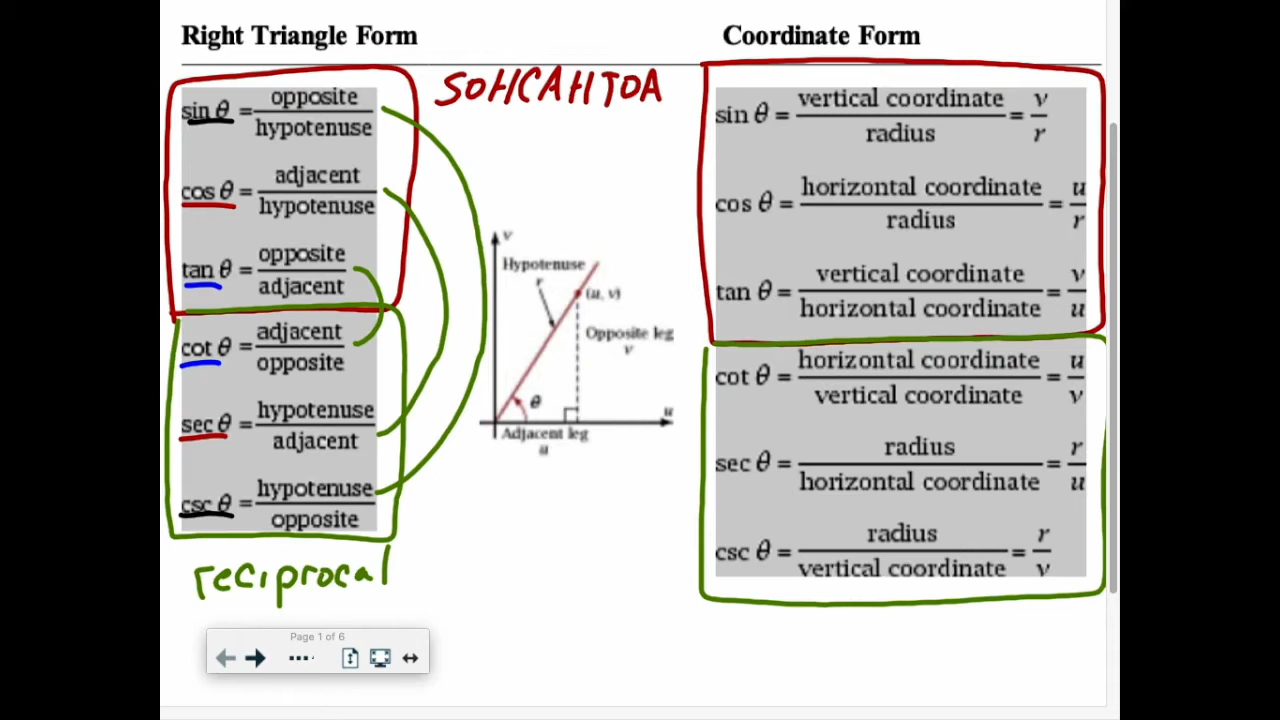 Right Triangle Form
sin θ = opposite / hypotenuse
cos θ = adjacent / hypotenuse
tan θ = opposite / adjacent
cot θ = adjacent / opposite
sec θ = hypotenuse / adjacent
csc θ = hypotenuse / opposite
reciprocal
SOHCAHTOA
v
Hypotenuse
r
(u, v)
Opposite leg
v
θ
u
Adjacent leg
u
Coordinate Form
sin θ = vertical coordinate / radius = v / r
cos θ = horizontal coordinate / radius = u / r
tan θ = vertical coordinate / horizontal coordinate = v / u
cot θ = horizontal coordinate / vertical coordinate = u / v
sec θ = radius / horizontal coordinate = r / u
csc θ = radius / vertical coordinate = r / v
Page 1 of 6